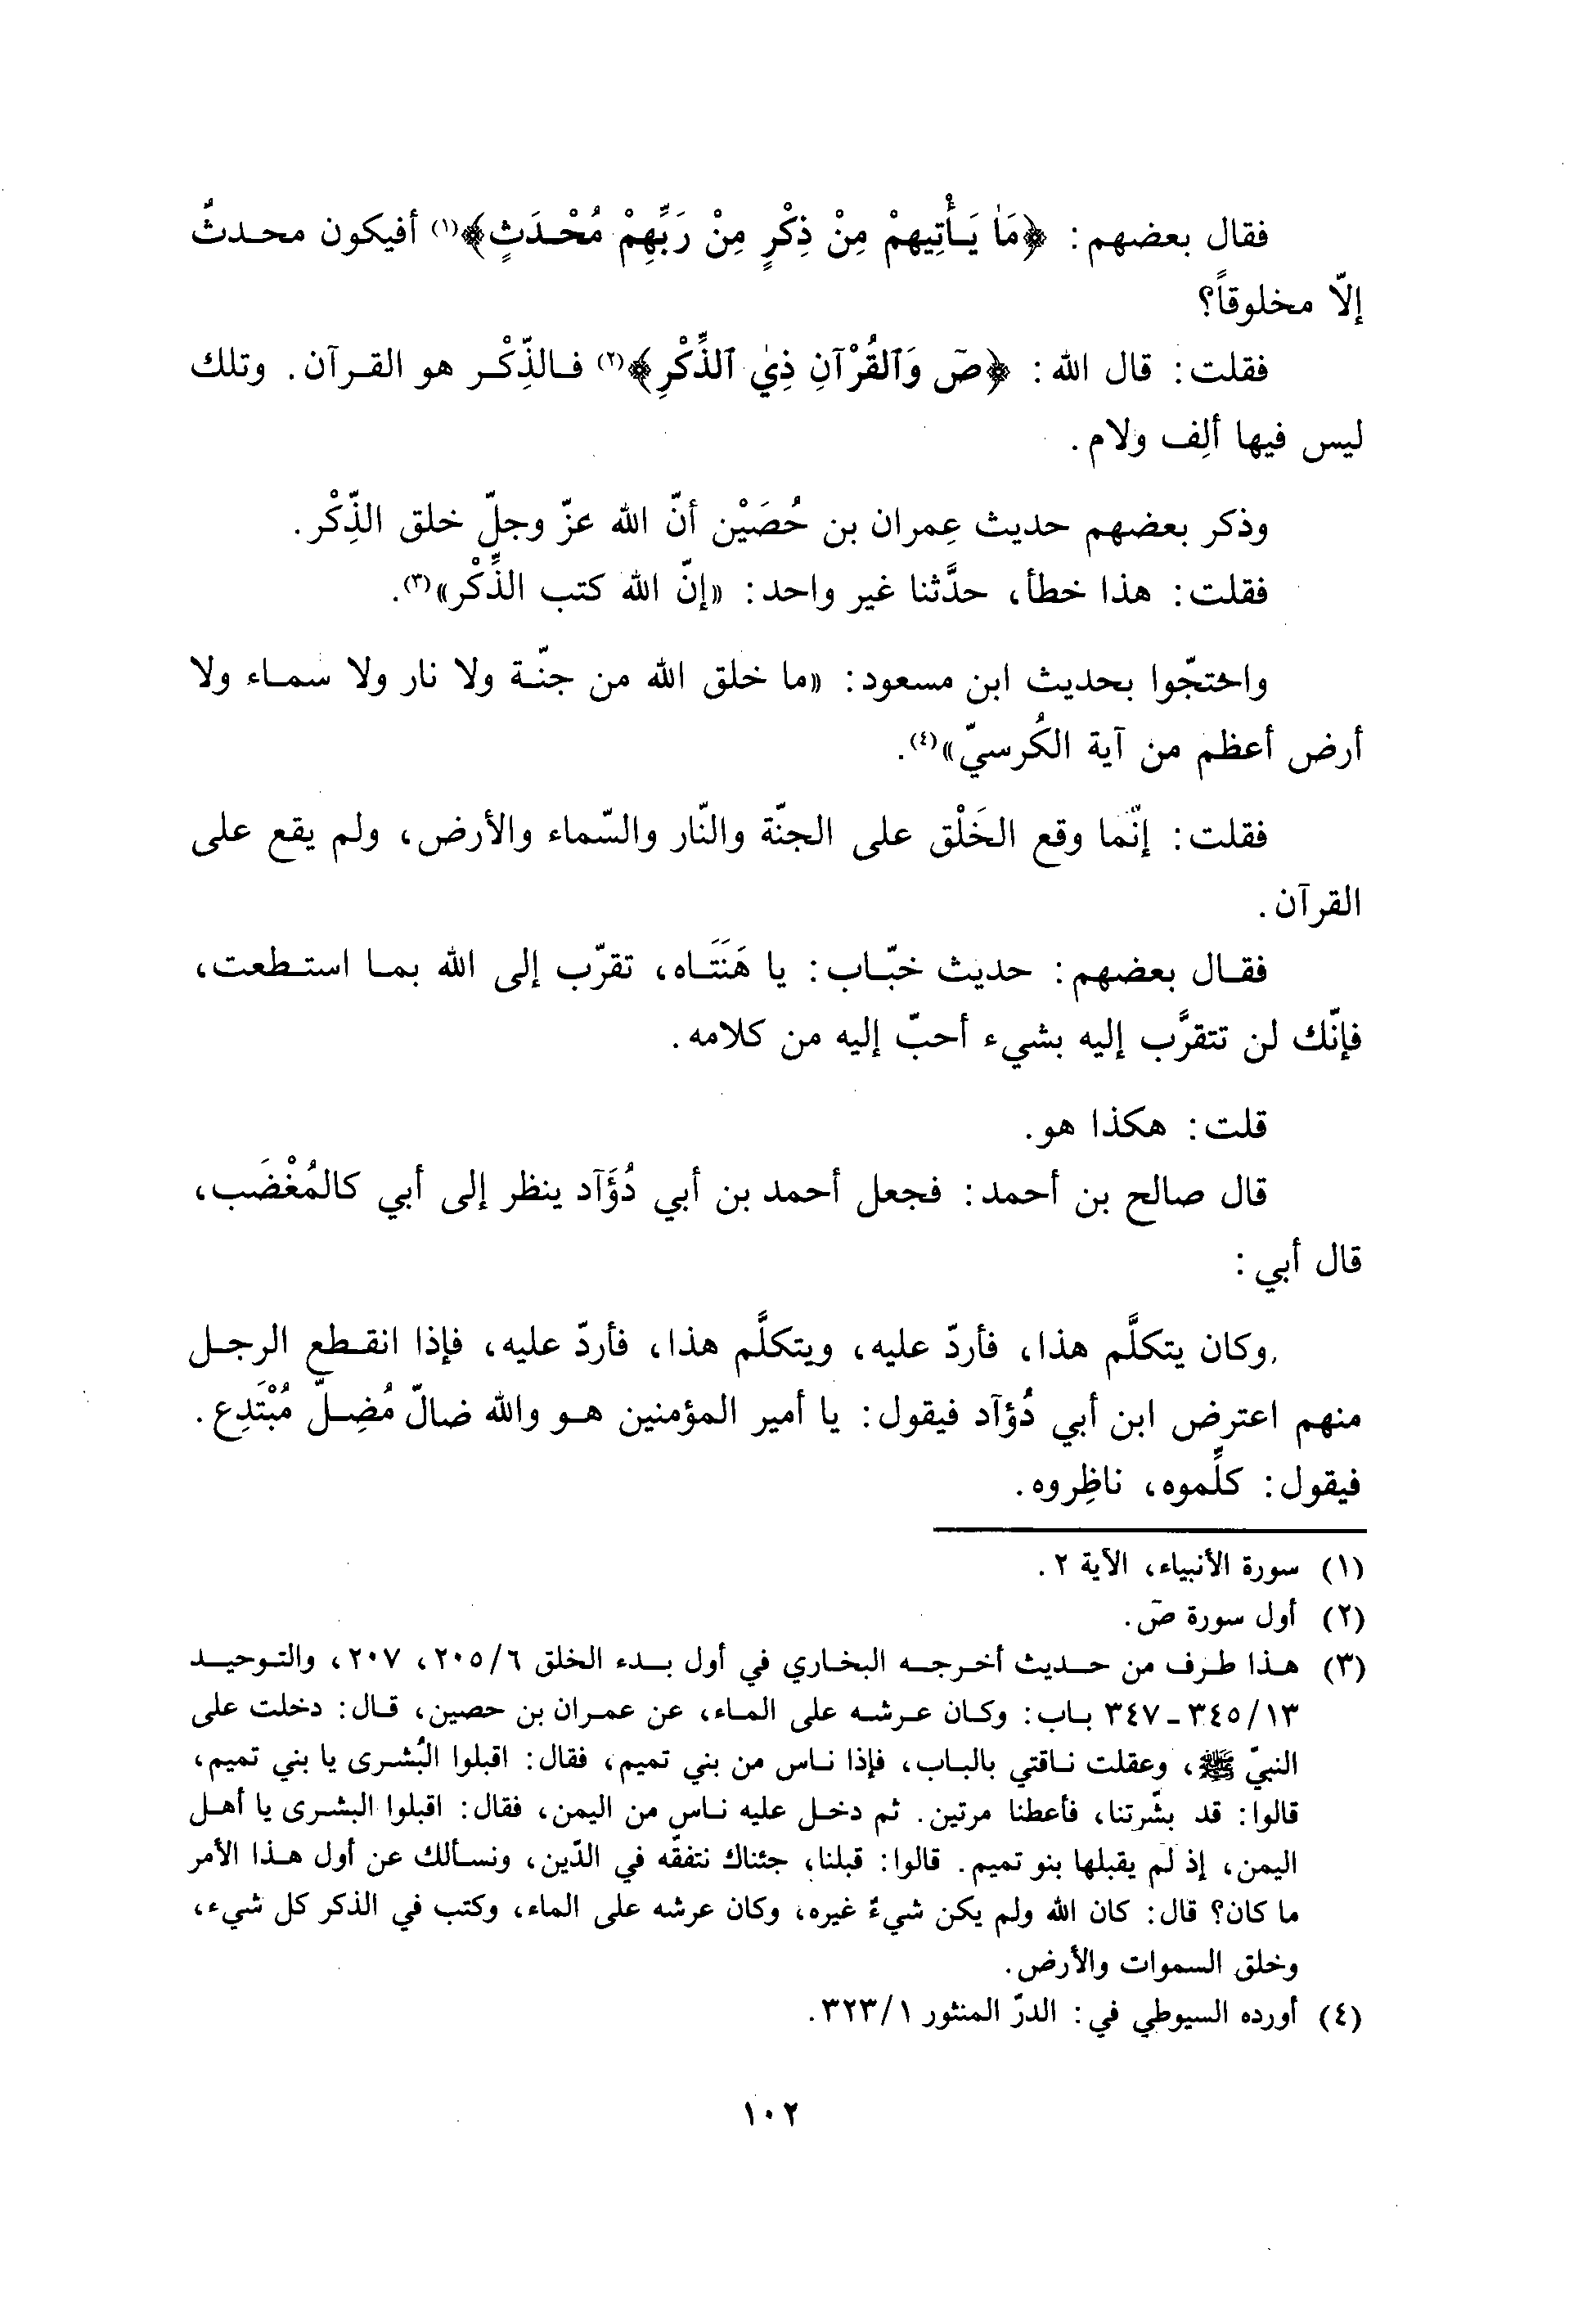 فقال بعضهم: ﴿مَا يَأْتِيهِمْ مِنْ ذِكْرٍ مِنْ رَبِّهِمْ مُحْدَثٍ﴾(١) أفيكون محدثٌ
إلّا مخلوقاً؟
فقلت: قال الله: ﴿صۤ وَٱلقُرْآنِ ذِي ٱلذِّكْرِ﴾(٢) فالذِّكْر هو القرآن. وتلك
ليس فيها ألِف ولام.
وذكر بعضهم حديث عِمران بن حُصَيْن أنّ الله عزّ وجلّ خلق الذِّكْر.
فقلت: هذا خطأ، حدَّثنا غير واحد: «إنّ الله كتب الذِّكْر»(٣).
واحتجّوا بحديث ابن مسعود: «ما خلق الله من جنّة ولا نار ولا سماء ولا
أرض أعظم من آية الكُرسيّ»(٤).
فقلت: إنّما وقع الخَلْق على الجنّة والنّار والسّماء والأرض، ولم يقع على
القرآن.
فقال بعضهم: حديث خبّاب: يا هَنَتَاه، تقرّب إلى الله بما استطعت،
فإنّك لن تتقرَّب إليه بشيء أحبّ إليه من كلامه.
قلت: هكذا هو.
قال صالح بن أحمد: فجعل أحمد بن أبي دُؤَآد ينظر إلى أبي كالمُغْضَب،
قال أبي:
وكان يتكلَّم هذا، فأردّ عليه، ويتكلَّم هذا، فأردّ عليه، فإذا انقطع الرجل
منهم اعترض ابن أبي دُؤآد فيقول: يا أمير المؤمنين هو والله ضالّ مُضِلّ مُبْتَدِع.
فيقول: كلِّموه، ناظِروه.
(١) سورة الأنبياء، الآية ٢.
(٢) أول سورة صۤ.
(٣) هذا طرف من حديث أخرجه البخاري في أول بدء الخلق ٢٠٥/٦، ٢٠٧، والتوحيد
٣٤٥/١٣ - ٣٤٧ باب: وكان عرشه على الماء، عن عمران بن حصين، قال: دخلت على
النبيّ ﷺ، وعقلت ناقتي بالباب، فإذا ناس من بني تميم، فقال: اقبلوا البُشرى يا بني تميم،
قالوا: قد بشّرتنا، فأعطنا مرتين. ثم دخل عليه ناس من اليمن، فقال: اقبلوا البشرى يا أهل
اليمن، إذ لم يقبلها بنو تميم. قالوا: قبلنا، جئناك نتفقّه في الدّين، ونسألك عن أول هذا الأمر
ما كان؟ قال: كان الله ولم يكن شيءٌ غيره، وكان عرشه على الماء، وكتب في الذكر كل شيء،
وخلق السموات والأرض.
(٤) أورده السيوطي في: الدرّ المنثور ٣٢٣/١.
١٠٢